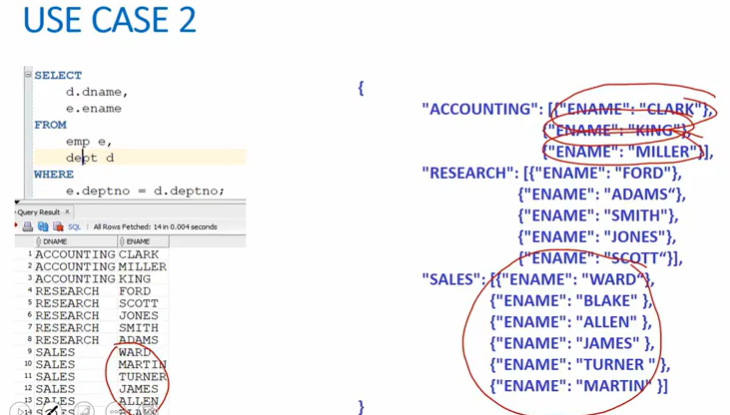 USE CASE 2
SELECT
d.dname,
e.ename
FROM
emp e,
dept d
WHERE
e.deptno = d.deptno;
Query Result ×
SQL | All Rows Fetched: 14 in 0.004 seconds
DNAME ENAME
1 ACCOUNTING CLARK
2 ACCOUNTING MILLER
3 ACCOUNTING KING
4 RESEARCH FORD
5 RESEARCH SCOTT
6 RESEARCH JONES
7 RESEARCH SMITH
8 RESEARCH ADAMS
9 SALES WARD
10 SALES MARTIN
11 SALES TURNER
12 SALES JAMES
13 SALES ALLEN
14 SALES BLAKE
{
"ACCOUNTING": [{"ENAME": "CLARK"},
{"ENAME": "KING"},
{"ENAME": "MILLER"}],
"RESEARCH": [{"ENAME": "FORD"},
{"ENAME": "ADAMS“},
{"ENAME": "SMITH"},
{"ENAME": "JONES"},
{"ENAME": "SCOTT“}],
"SALES": [{"ENAME": "WARD“},
{"ENAME": "BLAKE" },
{"ENAME": "ALLEN" },
{"ENAME": "JAMES" },
{"ENAME": "TURNER " },
{"ENAME": "MARTIN" }]
}